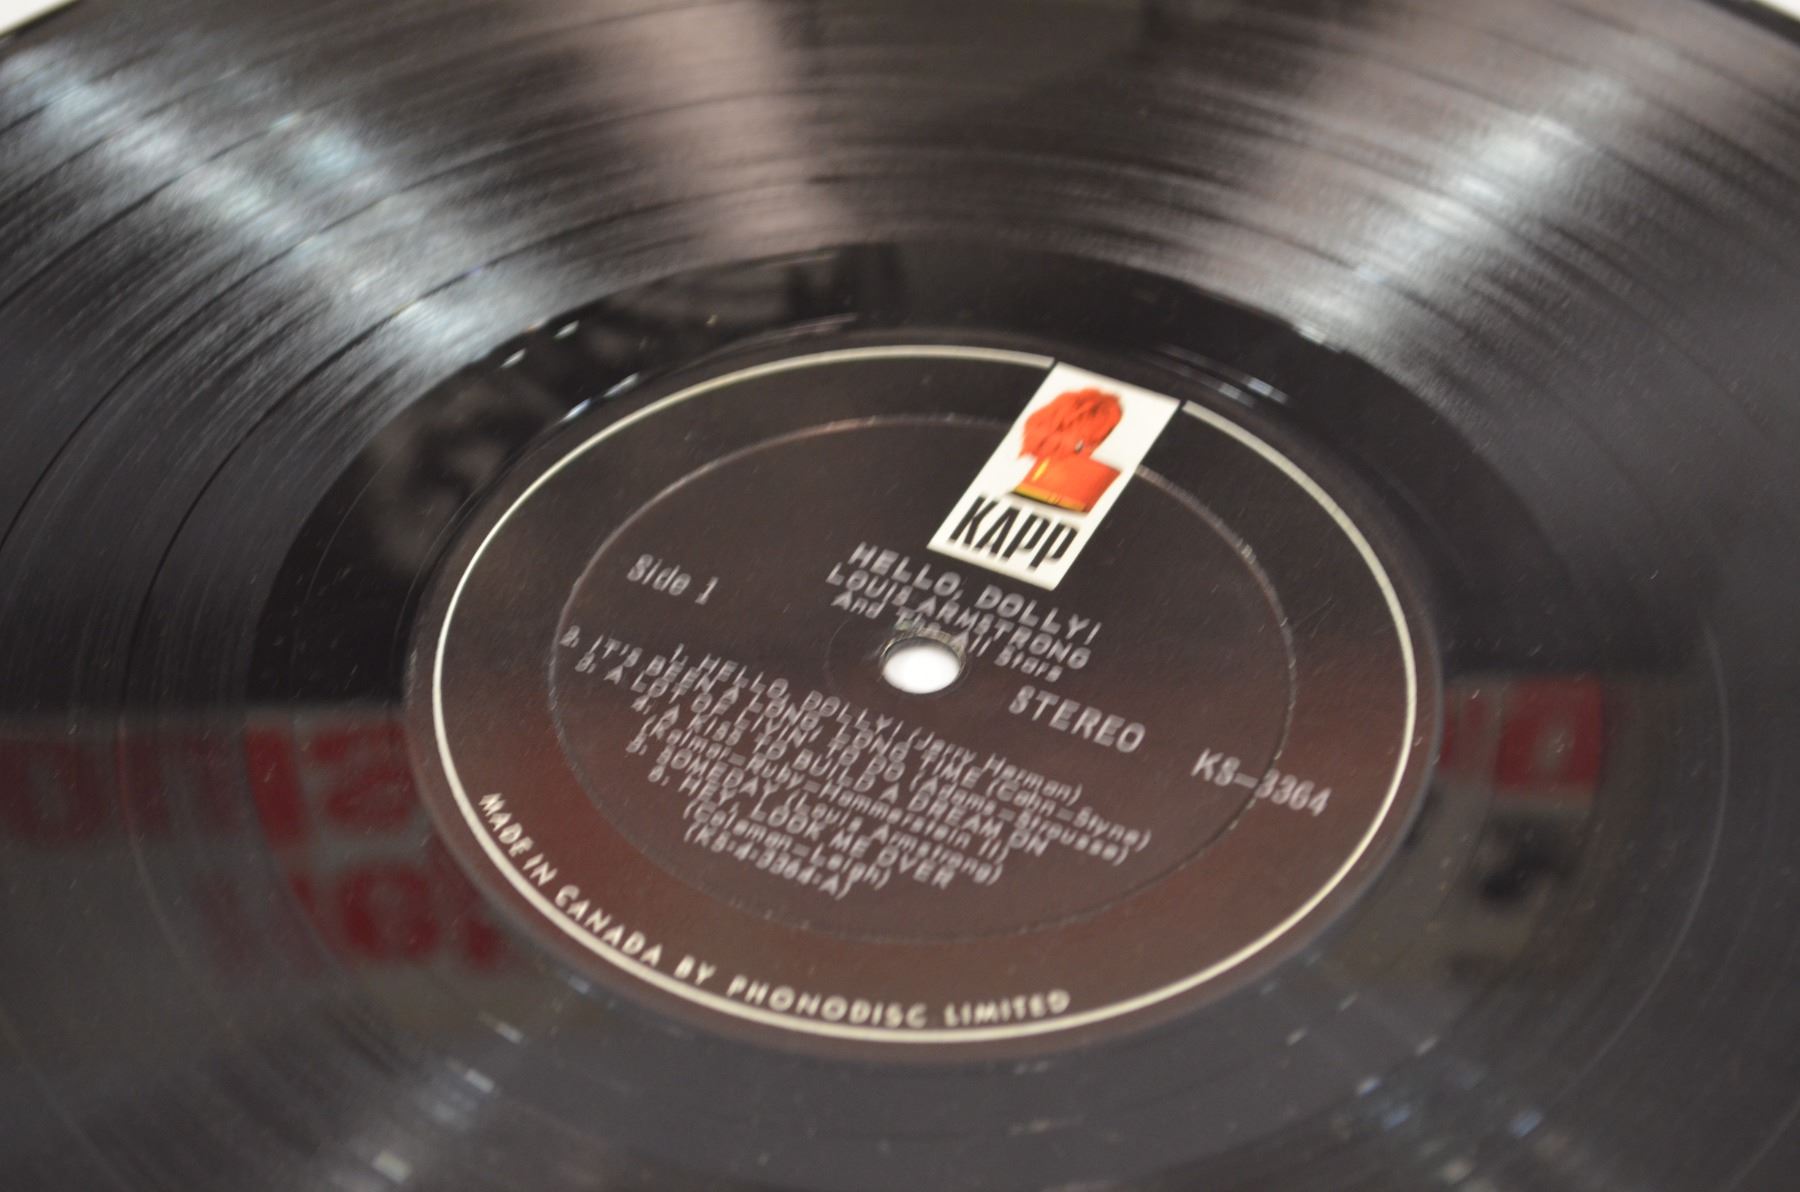 KAPP
HELLO, DOLLY!
LOUIS ARMSTRONG
And The All Stars
Side 1
STEREO
KS-3364
1. HELLO, DOLLY! (Jerry Herman)
2. IT'S BEEN A LONG, LONG TIME (Cahn-Styne)
3. A LOT OF LIVIN' TO DO (Adams-Strouse)
4. A KISS TO BUILD A DREAM ON
(Kalman-Ruby-Hammerstein II)
5. SOMEDAY (Louis Armstrong)
6. HEY, LOOK ME OVER
(Coleman-Leigh)
(KS-4-3364-A)
MADE IN CANADA BY PHONODISC LIMITED